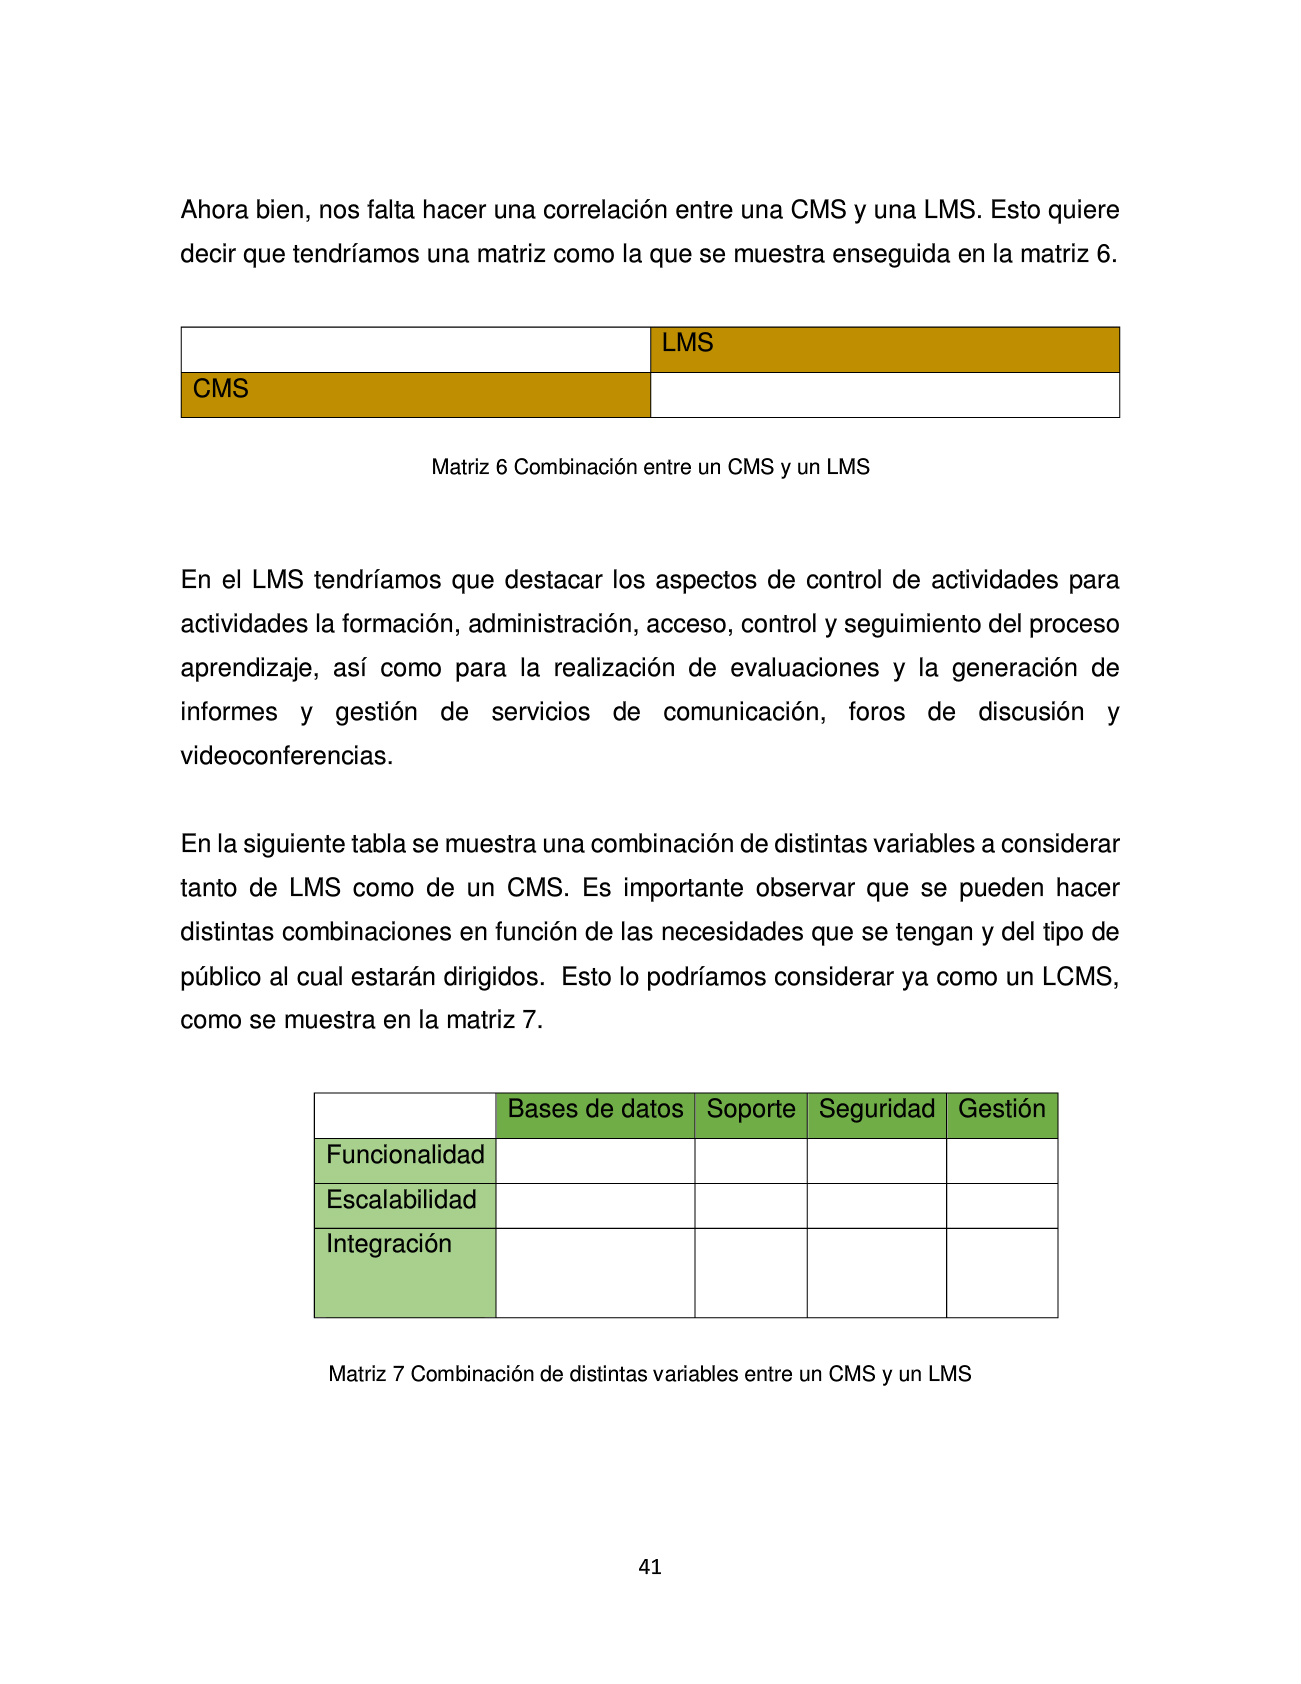 Ahora bien, nos falta hacer una correlación entre una CMS y una LMS. Esto quiere
decir que tendríamos una matriz como la que se muestra enseguida en la matriz 6.
LMS
CMS
Matriz 6 Combinación entre un CMS y un LMS
En el LMS tendríamos que destacar los aspectos de control de actividades para
actividades la formación, administración, acceso, control y seguimiento del proceso
aprendizaje, así como para la realización de evaluaciones y la generación de
informes y gestión de servicios de comunicación, foros de discusión y
videoconferencias.
En la siguiente tabla se muestra una combinación de distintas variables a considerar
tanto de LMS como de un CMS. Es importante observar que se pueden hacer
distintas combinaciones en función de las necesidades que se tengan y del tipo de
público al cual estarán dirigidos.  Esto lo podríamos considerar ya como un LCMS,
como se muestra en la matriz 7.
Bases de datos Soporte Seguridad Gestión
Funcionalidad
Escalabilidad
Integración
Matriz 7 Combinación de distintas variables entre un CMS y un LMS
41